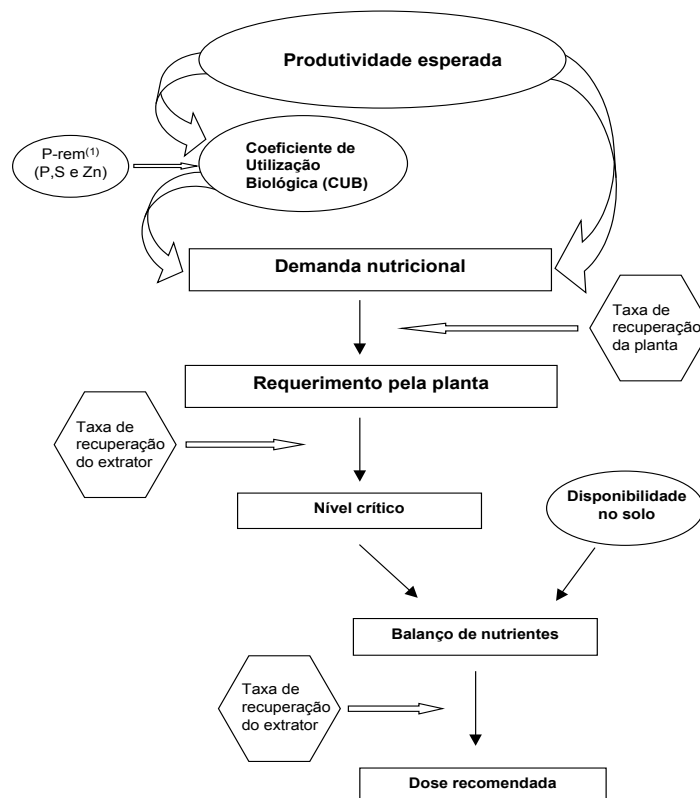 Produtividade esperada
P-rem(1)
(P,S e Zn)
Coeficiente de
Utilização
Biológica (CUB)
Demanda nutricional
Taxa de
recuperação
da planta
Requerimento pela planta
Taxa de
recuperação
do extrator
Nível crítico
Disponibilidade
no solo
Balanço de nutrientes
Taxa de
recuperação
do extrator
Dose recomendada